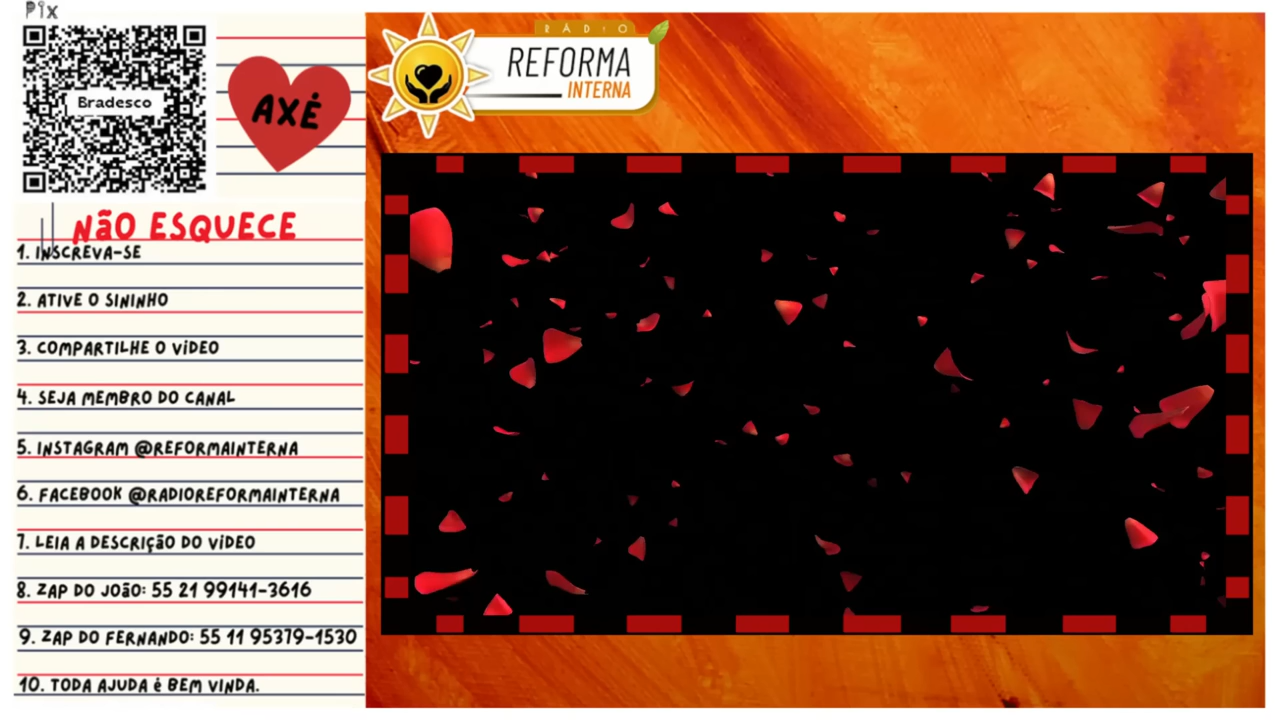 Pix
Bradesco
AXÉ
RÁDIO
REFORMA
INTERNA
NÃO ESQUECE
1. INSCREVA-SE
2. ATIVE O SININHO
3. COMPARTILHE O VÍDEO
4. SEJA MEMBRO DO CANAL
5. INSTAGRAM @REFORMAINTERNA
6. FACEBOOK @RADIOREFORMAINTERNA
7. LEIA A DESCRIÇÃO DO VÍDEO
8. ZAP DO JOÃO: 55 21 99141-3616
9. ZAP DO FERNANDO: 55 11 95379-1530
10. TODA AJUDA É BEM VINDA.